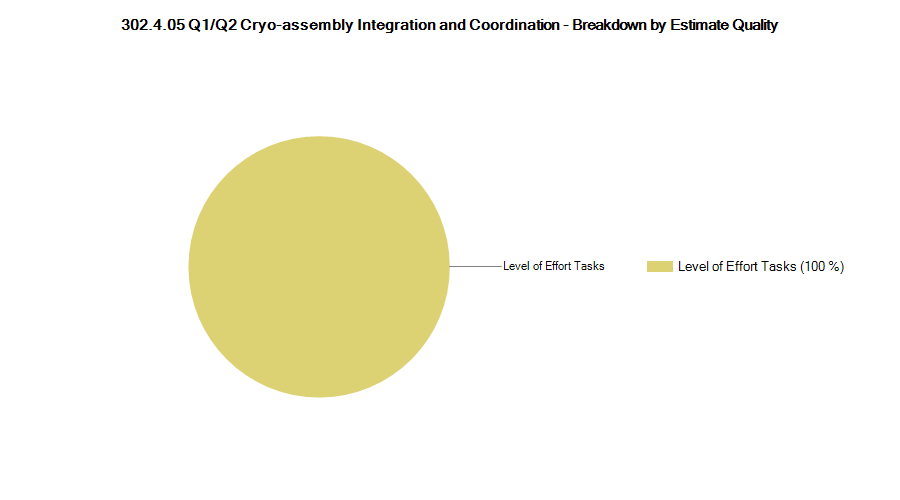 302.4.05 Q1/Q2 Cryo-assembly Integration and Coordination - Breakdown by Estimate Quality
Level of Effort Tasks
Level of Effort Tasks (100 %)